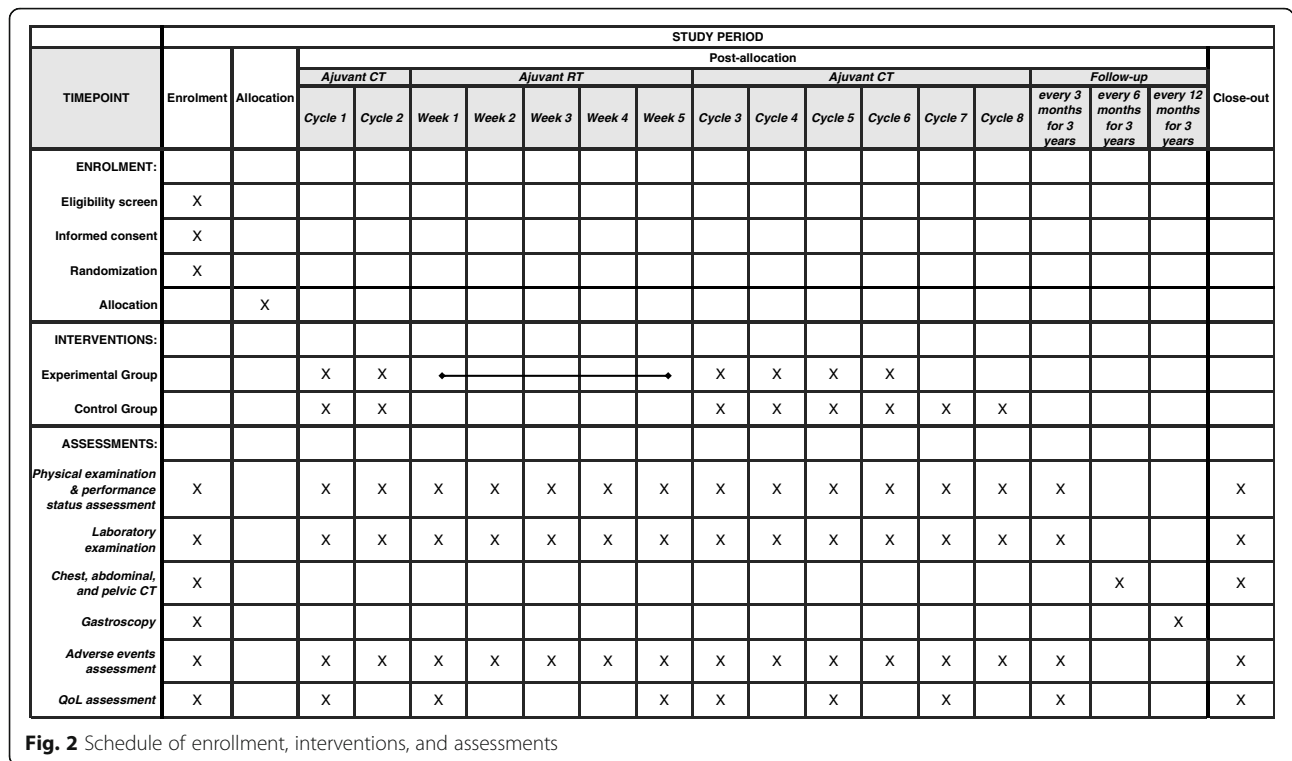 STUDY PERIOD
TIMEPOINT Enrolment Allocation Post-allocation Close-out
Ajuvant CT Ajuvant RT Ajuvant CT Follow-up
Cycle 1 Cycle 2 Week 1 Week 2 Week 3 Week 4 Week 5 Cycle 3 Cycle 4 Cycle 5 Cycle 6 Cycle 7 Cycle 8 every 3 months for 3 years every 6 months for 3 years every 12 months for 3 years
ENROLMENT:
Eligibility screen X
Informed consent X
Randomization X
Allocation X
INTERVENTIONS:
Experimental Group X X X X X X
Control Group X X X X X X X X
ASSESSMENTS:
Physical examination
& performance
status assessment X X X X X X X X X X X X X X X X
Laboratory
examination X X X X X X X X X X X X X X X X
Chest, abdominal,
and pelvic CT X X X
Gastroscopy X X
Adverse events
assessment X X X X X X X X X X X X X X X X
QoL assessment X X X X X X X X X
Fig. 2 Schedule of enrollment, interventions, and assessments